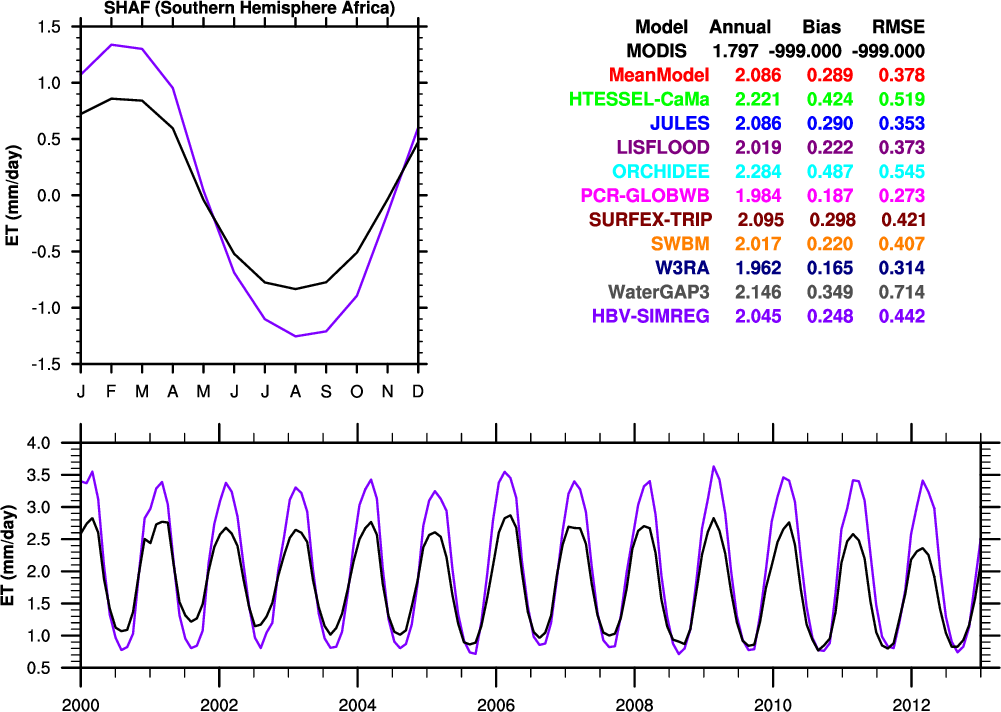 SHAF (Southern Hemisphere Africa)
1.5
1.0
0.5
0.0
-0.5
-1.0
-1.5
ET (mm/day)
J F M A M J J A S O N D
Model Annual Bias RMSE
MODIS 1.797 -999.000 -999.000
MeanModel 2.086 0.289 0.378
HTESSEL-CaMa 2.221 0.424 0.519
JULES 2.086 0.290 0.353
LISFLOOD 2.019 0.222 0.373
ORCHIDEE 2.284 0.487 0.545
PCR-GLOBWB 1.984 0.187 0.273
SURFEX-TRIP 2.095 0.298 0.421
SWBM 2.017 0.220 0.407
W3RA 1.962 0.165 0.314
WaterGAP3 2.146 0.349 0.714
HBV-SIMREG 2.045 0.248 0.442
4.0
3.5
3.0
2.5
2.0
1.5
1.0
0.5
ET (mm/day)
2000 2002 2004 2006 2008 2010 2012